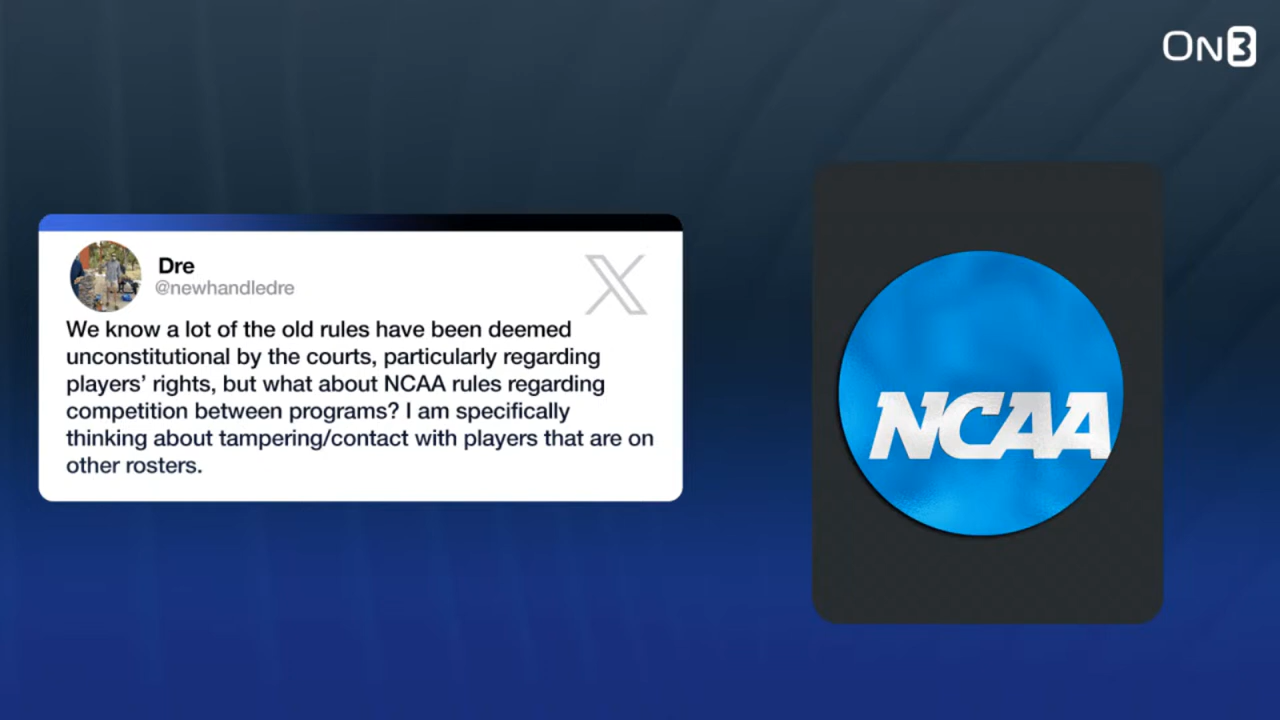 ON3
Dre
@newhandledre
We know a lot of the old rules have been deemed
unconstitutional by the courts, particularly regarding
players’ rights, but what about NCAA rules regarding
competition between programs? I am specifically
thinking about tampering/contact with players that are on
other rosters.
NCAA